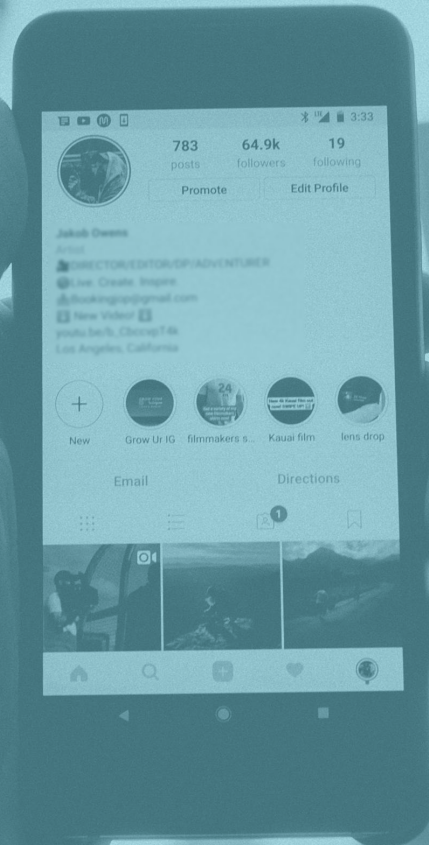 3:33
783 64.9k 19
posts followers following
Promote Edit Profile
Jakob Owens
Artist
DIRECTOR/EDITOR/DP/ADVENTURER
Live. Create. Inspire.
New Video!
Los Angeles, California
24
+
New Grow Ur IG filmmakers s... Kauai film lens drop
Email Directions
1